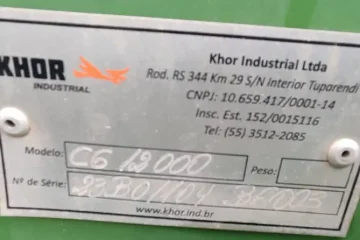 KHOR
INDUSTRIAL
Khor Industrial Ltda
Rod. RS 344 Km 29 S/N Interior Tuparendi
CNPJ: 10.659.417/0001-14
Insc. Est. 152/0015116
Tel: (55) 3512-2085
Modelo: CG 12000 Peso:
Nº de Série:
www.khor.ind.br